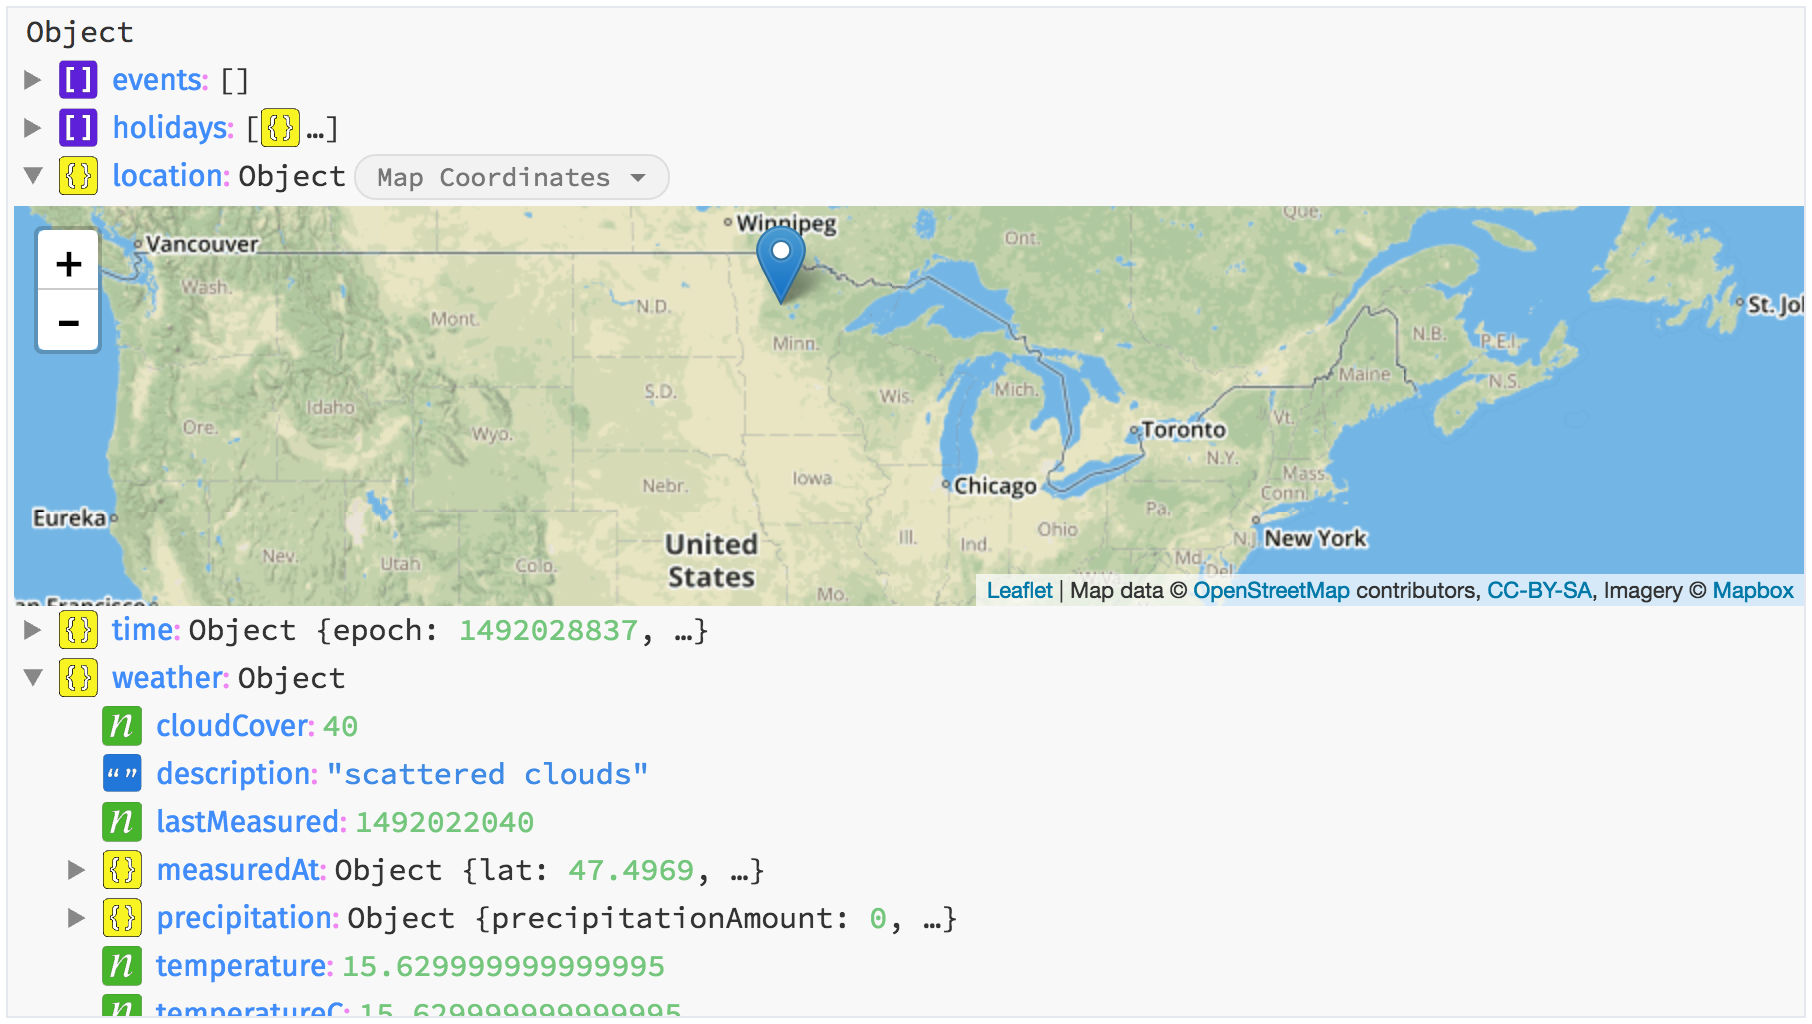 Object
[] events: []
[] holidays: [{}…]
{} location: Object Map Coordinates
Winnipeg
Vancouver
Que.
Ont.
+
Wash.
N.D.
St. Jo
Mont.
−
Minn.
N.B.
P.E.I.
Maine
N.S.
S.D.
Mich.
Idaho
Wis.
Vt.
Ore.
Wyo.
Toronto
N.Y.
Mass.
Iowa
Nebr.
Chicago
Conn.
Pa.
Eureka
Ohio
Ill.
Ind.
N.J.
New York
United
States
Nev.
Utah
Colo.
Md.
Del.
Mo.
an Francisco
Leaflet | Map data © OpenStreetMap contributors, CC-BY-SA, Imagery © Mapbox
{} time: Object {epoch: 1492028837, …}
{} weather: Object
n cloudCover: 40
“ ” description: "scattered clouds"
n lastMeasured: 1492022040
{} measuredAt: Object {lat: 47.4969, …}
{} precipitation: Object {precipitationAmount: 0, …}
n temperature: 15.629999999999995
n temperatureC: 15.629999999999995